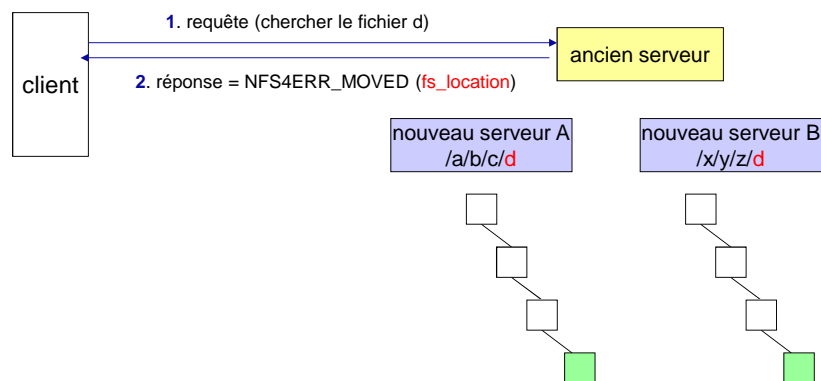 1. requête (chercher le fichier d)
client
ancien serveur
2. réponse = NFS4ERR_MOVED (fs_location)
nouveau serveur A
/a/b/c/d
nouveau serveur B
/x/y/z/d